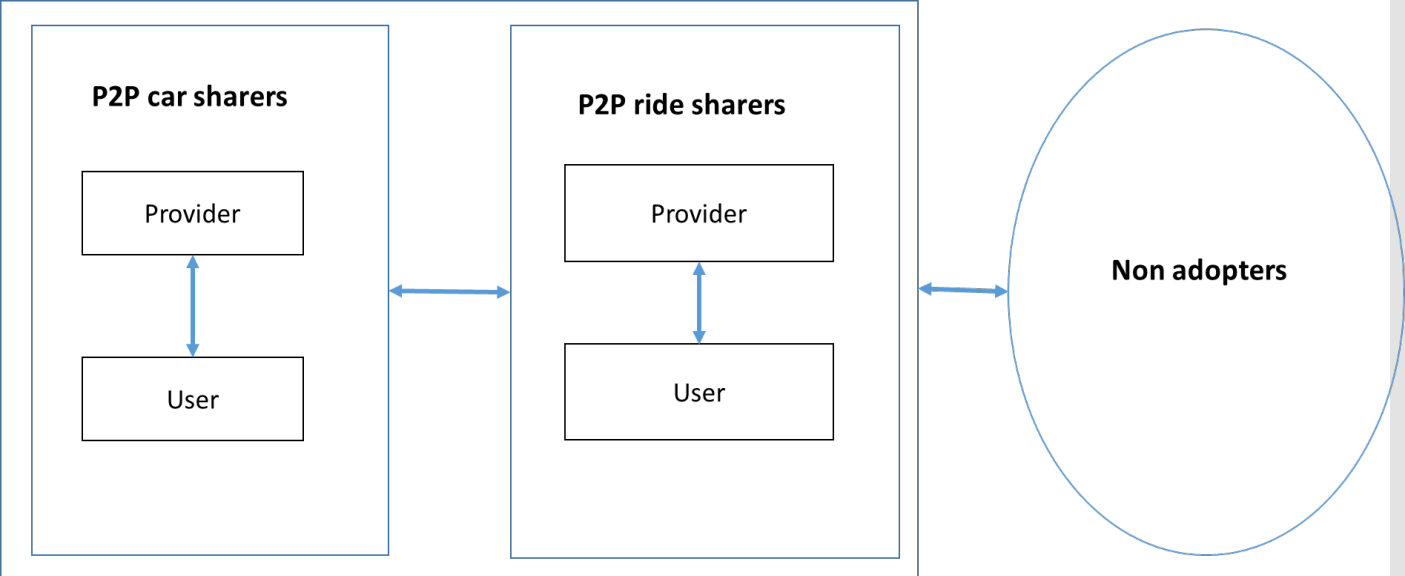 P2P car sharers
Provider
User
P2P ride sharers
Provider
User
Non adopters